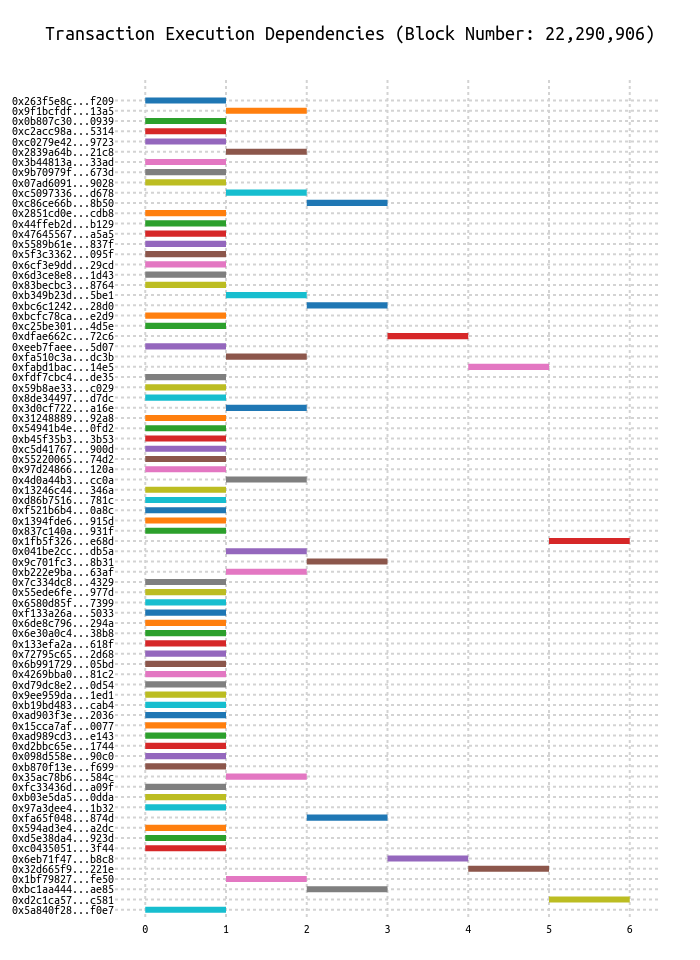 Transaction Execution Dependencies (Block Number: 22,290,906)
0x263f5e8c...f209
0x9f1bcfdf...13a5
0x0b807c30...0939
0xc2acc98a...5314
0xc0279e42...9723
0x2839a64b...21c8
0x3b44813a...33ad
0x9b70979f...673d
0x07ad6091...9028
0xc5097336...d678
0xc86ce66b...8b50
0x2851cd0e...cdb8
0x44ffeb2d...b129
0x47645567...a5a5
0x5589b61e...837f
0x5f3c3362...095f
0x6cf3e9dd...29cd
0x6d3ce8e8...1d43
0x83becbc3...8764
0xb349b23d...5be1
0xbc6c1242...28d0
0xbcfc78ca...e2d9
0xc25be301...4d5e
0xdfae662c...72c6
0xeeb7faee...5d07
0xfa510c3a...dc3b
0xfabd1bac...14e5
0xfdf7cbc4...de35
0x59b8ae33...c029
0x8de34497...d7dc
0x3d0cf722...a16e
0x31248889...92a8
0x54941b4e...0fd2
0xb45f35b3...3b53
0xc5d41767...900d
0x55220065...74d2
0x97d24866...120a
0x4d0a44b3...cc0a
0x13246c44...346a
0xd86b7516...781c
0xf521b6b4...0a8c
0x1394fde6...915d
0x837c140a...931f
0x1fb5f326...e68d
0x041be2cc...db5a
0x9c701fc3...8b31
0xb222e9ba...63af
0x7c334dc8...4329
0x55ede6fe...977d
0x6580d85f...7399
0xf133a26a...5033
0x6de8c796...294a
0x6e30a0c4...38b8
0x133efa2a...618f
0x72795c65...2d68
0x6b991729...05bd
0x4269bba0...81c2
0xd79dc8e2...0d54
0x9ee959da...1ed1
0xb19bd483...cab4
0xad903f3e...2036
0x15cca7af...0077
0xad989cd3...e143
0xd2bbc65e...1744
0x098d558e...90c0
0xb870f13e...f699
0x35ac78b6...584c
0xfc33436d...a09f
0xb03e5da5...0dda
0x97a3dee4...1b32
0xfa65f048...874d
0x594ad3e4...a2dc
0xd5e38da4...923d
0xc0435051...3f44
0x6eb71f47...b8c8
0x32d665f9...221e
0x1bf79827...fe50
0xbc1aa444...ae85
0xd2c1ca57...c581
0x5a840f28...f0e7
0 1 2 3 4 5 6